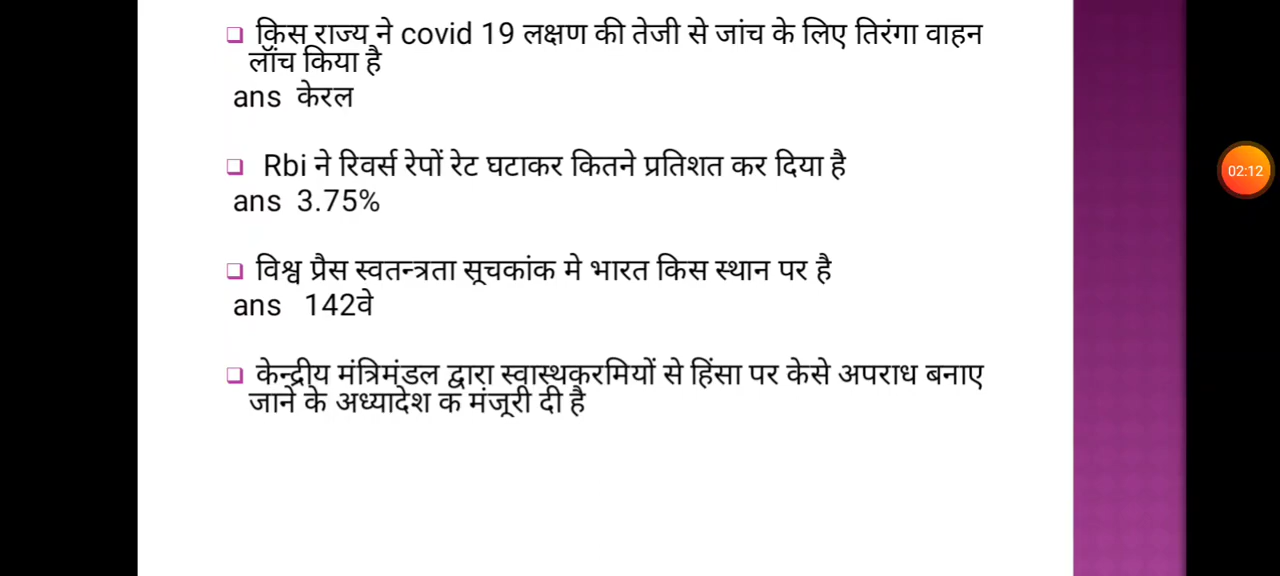 किस राज्य ने covid 19 लक्षण की तेजी से जांच के लिए तिरंगा वाहन
लॉंच किया है
ans केरल
Rbi ने रिवर्स रेपों रेट घटाकर कितने प्रतिशत कर दिया है
ans 3.75%
विश्व प्रैस स्वतन्त्रता सूचकांक मे भारत किस स्थान पर है
ans 142वे
केन्द्रीय मंत्रिमंडल द्वारा स्वास्थकरमियों से हिंसा पर केसे अपराध बनाए
जाने के अध्यादेश क मंजूरी दी है
02:12